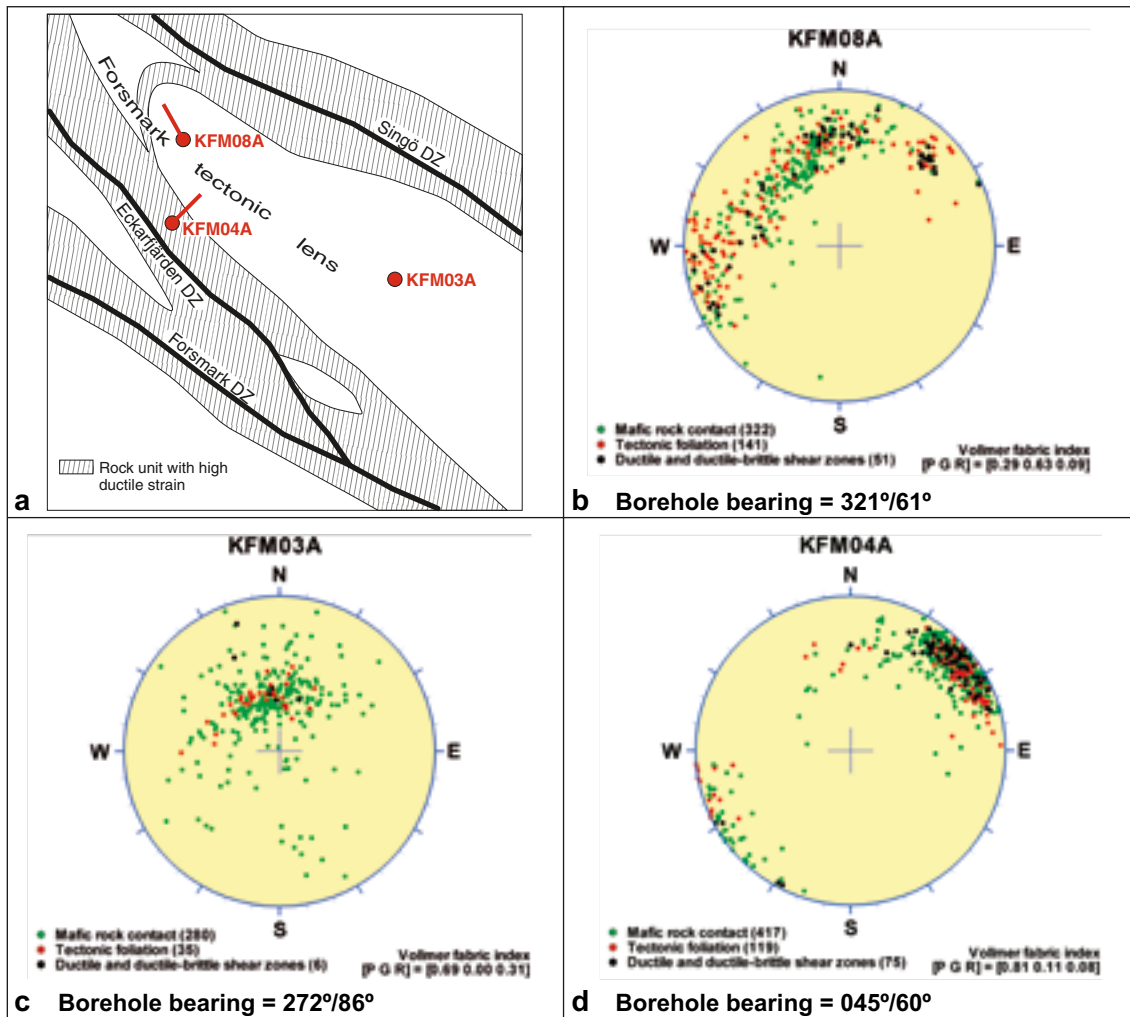 Forsmark
tectonic
lens
KFM08A
KFM04A
KFM03A
Singö DZ
Eckarfjärden DZ
Forsmark DZ
Rock unit with high
ductile strain
a
KFM08A
N
W
E
S
Mafic rock contact (322)
Tectonic foliation (141)
Ductile and ductile-brittle shear zones (51)
Vollmer fabric index
[P G R] = [0.29 0.63 0.09]
b Borehole bearing = 321º/61º
KFM03A
N
W
E
S
Mafic rock contact (280)
Tectonic foliation (35)
Ductile and ductile-brittle shear zones (6)
Vollmer fabric index
[P G R] = [0.69 0.00 0.31]
c Borehole bearing = 272º/86º
KFM04A
N
W
E
S
Mafic rock contact (417)
Tectonic foliation (119)
Ductile and ductile-brittle shear zones (75)
Vollmer fabric index
[P G R] = [0.81 0.11 0.08]
d Borehole bearing = 045º/60º